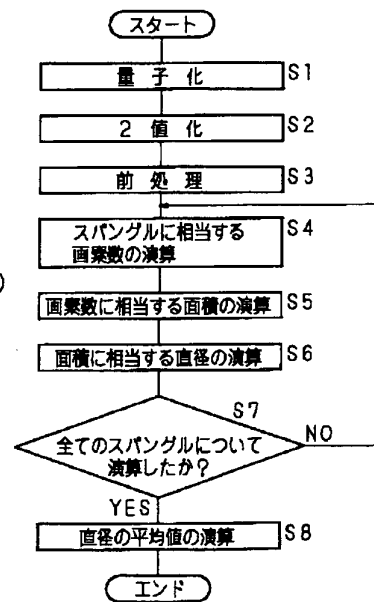 スタート
量子化 S1
2値化 S2
前処理 S3
スパングルに相当する S4
画素数の演算
画素数に相当する面積の演算 S5
面積に相当する直径の演算 S6
S7
全てのスパングルについて
演算したか? NO
YES
直径の平均値の演算 S8
エンド